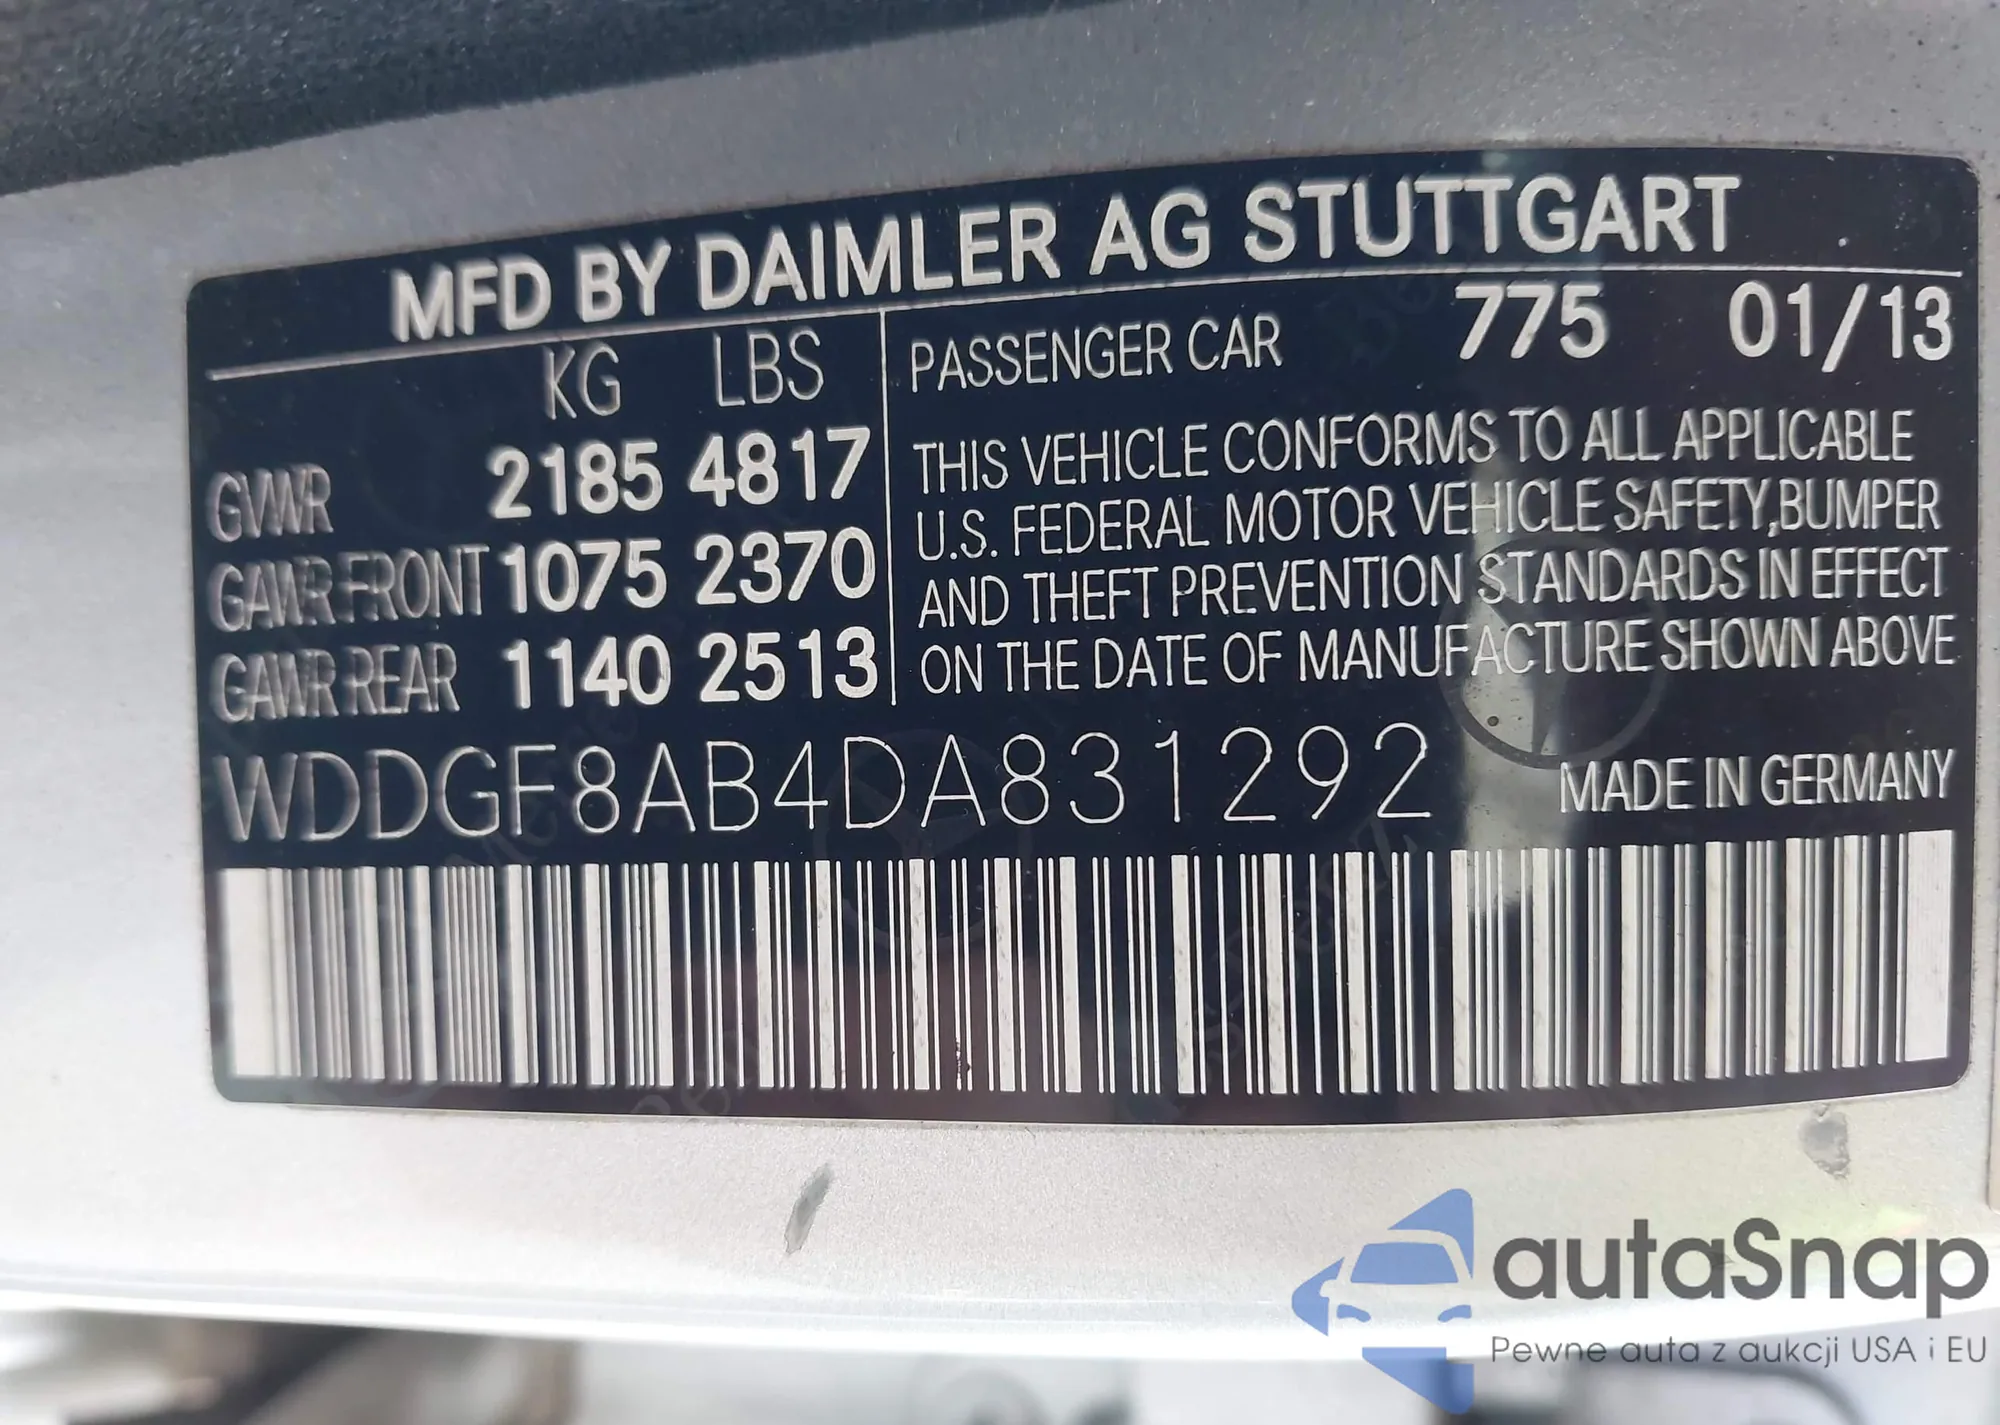 MFD BY DAIMLER AG STUTTGART
KG LBS
GVWR 2185 4817
GAWR FRONT 1075 2370
GAWR REAR 1140 2513
PASSENGER CAR 775 01/13
THIS VEHICLE CONFORMS TO ALL APPLICABLE
U.S. FEDERAL MOTOR VEHICLE SAFETY,BUMPER
AND THEFT PREVENTION STANDARDS IN EFFECT
ON THE DATE OF MANUFACTURE SHOWN ABOVE
WDDGF8AB4DA831292
MADE IN GERMANY
autaSnap
Pewne auta z aukcji USA i EU